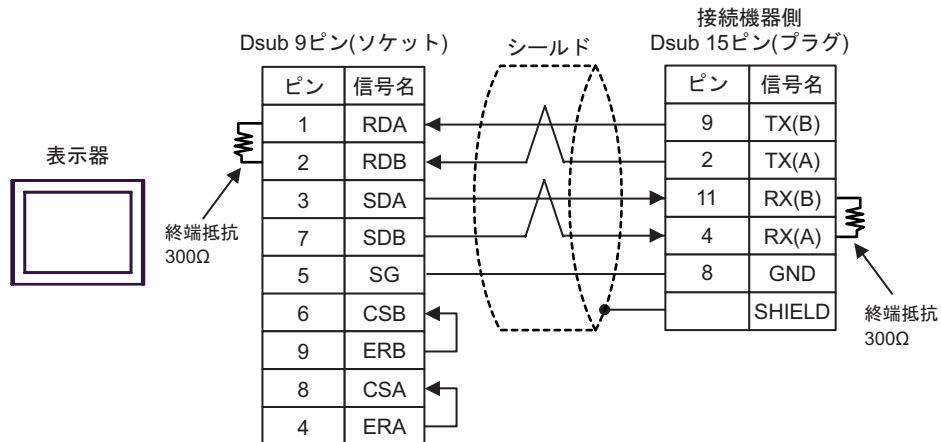 接続機器側
Dsub 9ピン(ソケット)
シールド
Dsub 15ピン(プラグ)
ピン 信号名
ピン 信号名
1 RDA
9 TX(B)
2 RDB
2 TX(A)
表示器
3 SDA
11 RX(B)
終端抵抗
300Ω
7 SDB
4 RX(A)
5 SG
8 GND
6 CSB
SHIELD
終端抵抗
300Ω
9 ERB
8 CSA
4 ERA